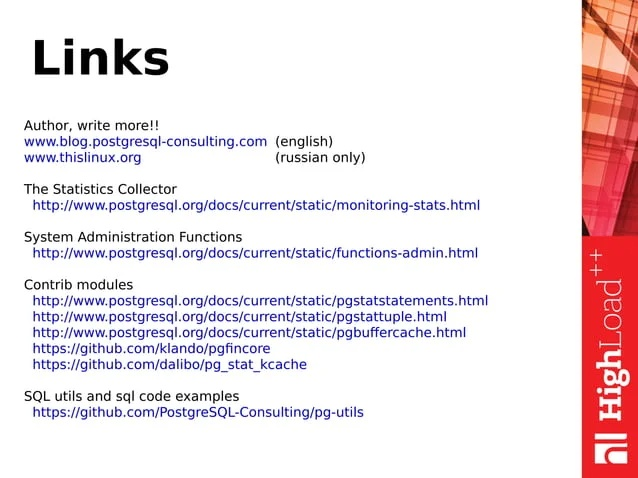 Links
Author, write more!!
www.blog.postgresql-consulting.com (english)
www.thislinux.org (russian only)
The Statistics Collector
http://www.postgresql.org/docs/current/static/monitoring-stats.html
System Administration Functions
http://www.postgresql.org/docs/current/static/functions-admin.html
Contrib modules
http://www.postgresql.org/docs/current/static/pgstatstatements.html
http://www.postgresql.org/docs/current/static/pgstattuple.html
http://www.postgresql.org/docs/current/static/pgbuffercache.html
https://github.com/klando/pgfincore
https://github.com/dalibo/pg_stat_kcache
SQL utils and sql code examples
https://github.com/PostgreSQL-Consulting/pg-utils
HighLoad++